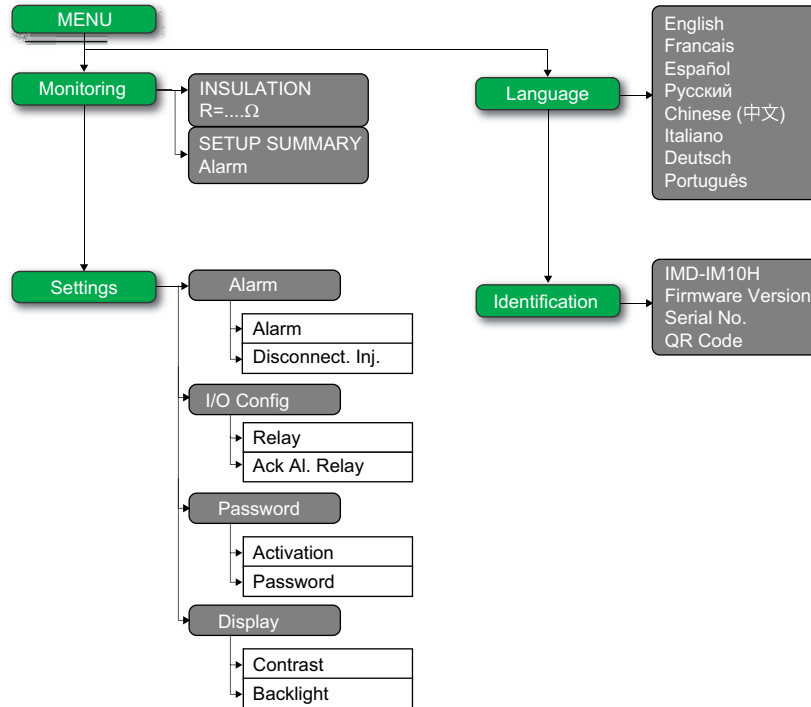 MENU
Monitoring
INSULATION
R=....Ω
SETUP SUMMARY
Alarm
Settings
Alarm
Alarm
Disconnect. Inj.
I/O Config
Relay
Ack Al. Relay
Password
Activation
Password
Display
Contrast
Backlight
Language
English
Francais
Español
Русский
Chinese (中文)
Italiano
Deutsch
Português
Identification
IMD-IM10H
Firmware Version
Serial No.
QR Code